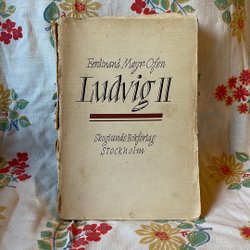 Ferdinand Mayr-Ofen
Ludvig II
Skoglunds Bokförlag
Stockholm